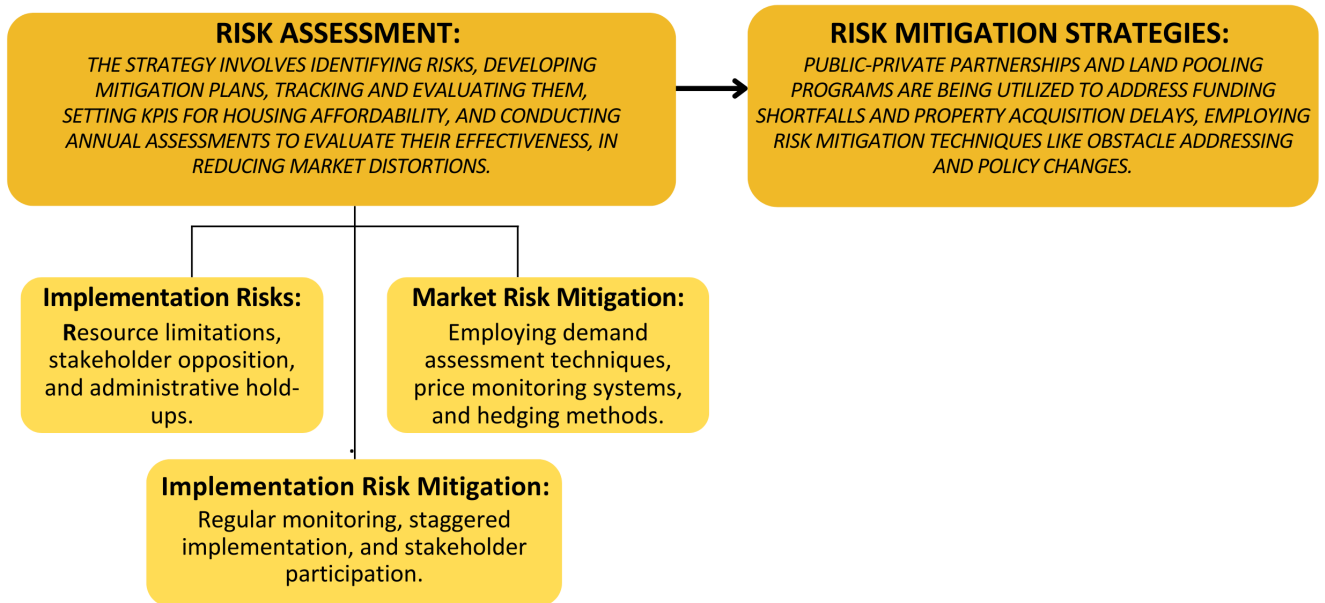 RISK ASSESSMENT:
THE STRATEGY INVOLVES IDENTIFYING RISKS, DEVELOPING
MITIGATION PLANS, TRACKING AND EVALUATING THEM,
SETTING KPIS FOR HOUSING AFFORDABILITY, AND CONDUCTING
ANNUAL ASSESSMENTS TO EVALUATE THEIR EFFECTIVENESS, IN
REDUCING MARKET DISTORTIONS.
RISK MITIGATION STRATEGIES:
PUBLIC-PRIVATE PARTNERSHIPS AND LAND POOLING
PROGRAMS ARE BEING UTILIZED TO ADDRESS FUNDING
SHORTFALLS AND PROPERTY ACQUISITION DELAYS, EMPLOYING
RISK MITIGATION TECHNIQUES LIKE OBSTACLE ADDRESSING
AND POLICY CHANGES.
Implementation Risks:
Resource limitations,
stakeholder opposition,
and administrative hold-
ups.
Market Risk Mitigation:
Employing demand
assessment techniques,
price monitoring systems,
and hedging methods.
Implementation Risk Mitigation:
Regular monitoring, staggered
implementation, and stakeholder
participation.